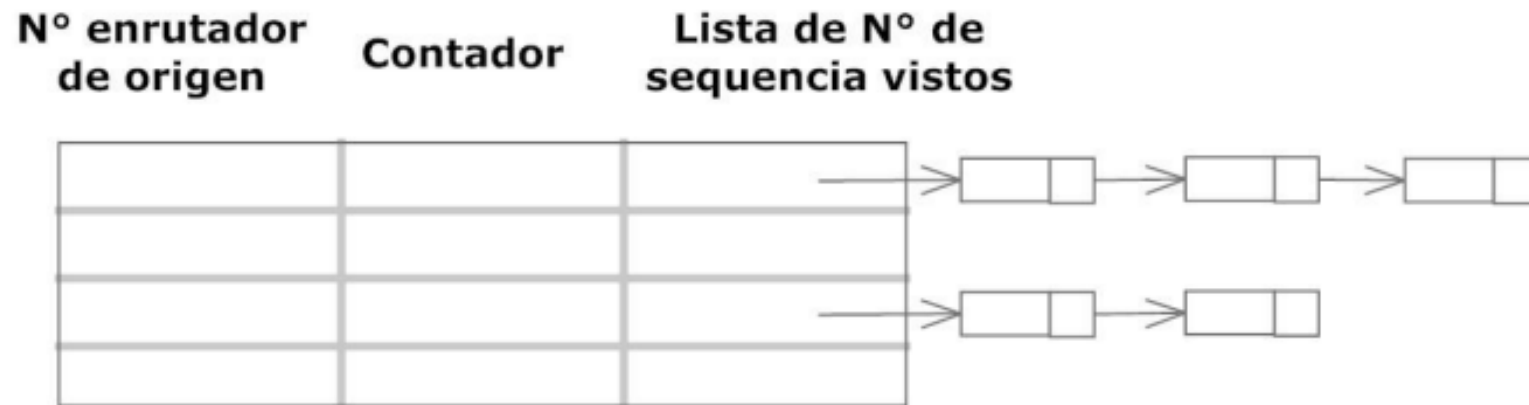 N° enrutador
de origen
Contador
Lista de N° de
sequencia vistos